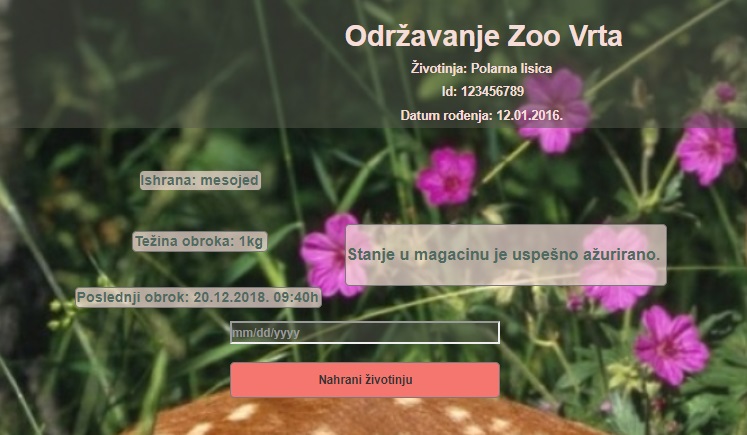 Održavanje Zoo Vrta
Životinja: Polarna lisica
Id: 123456789
Datum rođenja: 12.01.2016.
Ishrana: mesojed
Težina obroka: 1kg
Stanje u magacinu je uspešno ažurirano.
Poslednji obrok: 20.12.2018. 09:40h
mm/dd/yyyy
Nahrani životinju